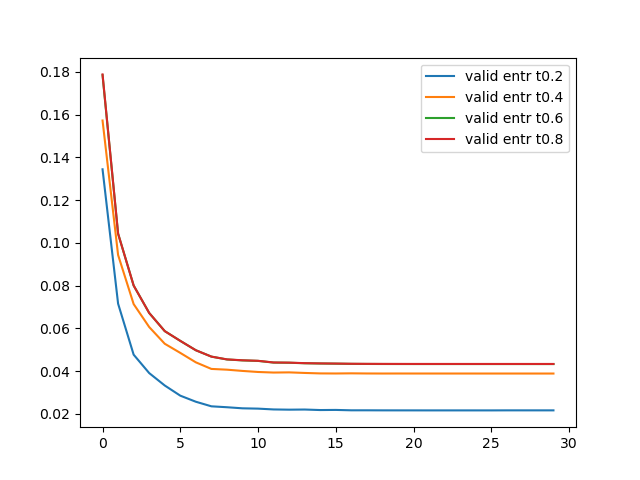 0.18
0.16
0.14
0.12
0.10
0.08
0.06
0.04
0.02
0 5 10 15 20 25 30
valid entr t0.2
valid entr t0.4
valid entr t0.6
valid entr t0.8